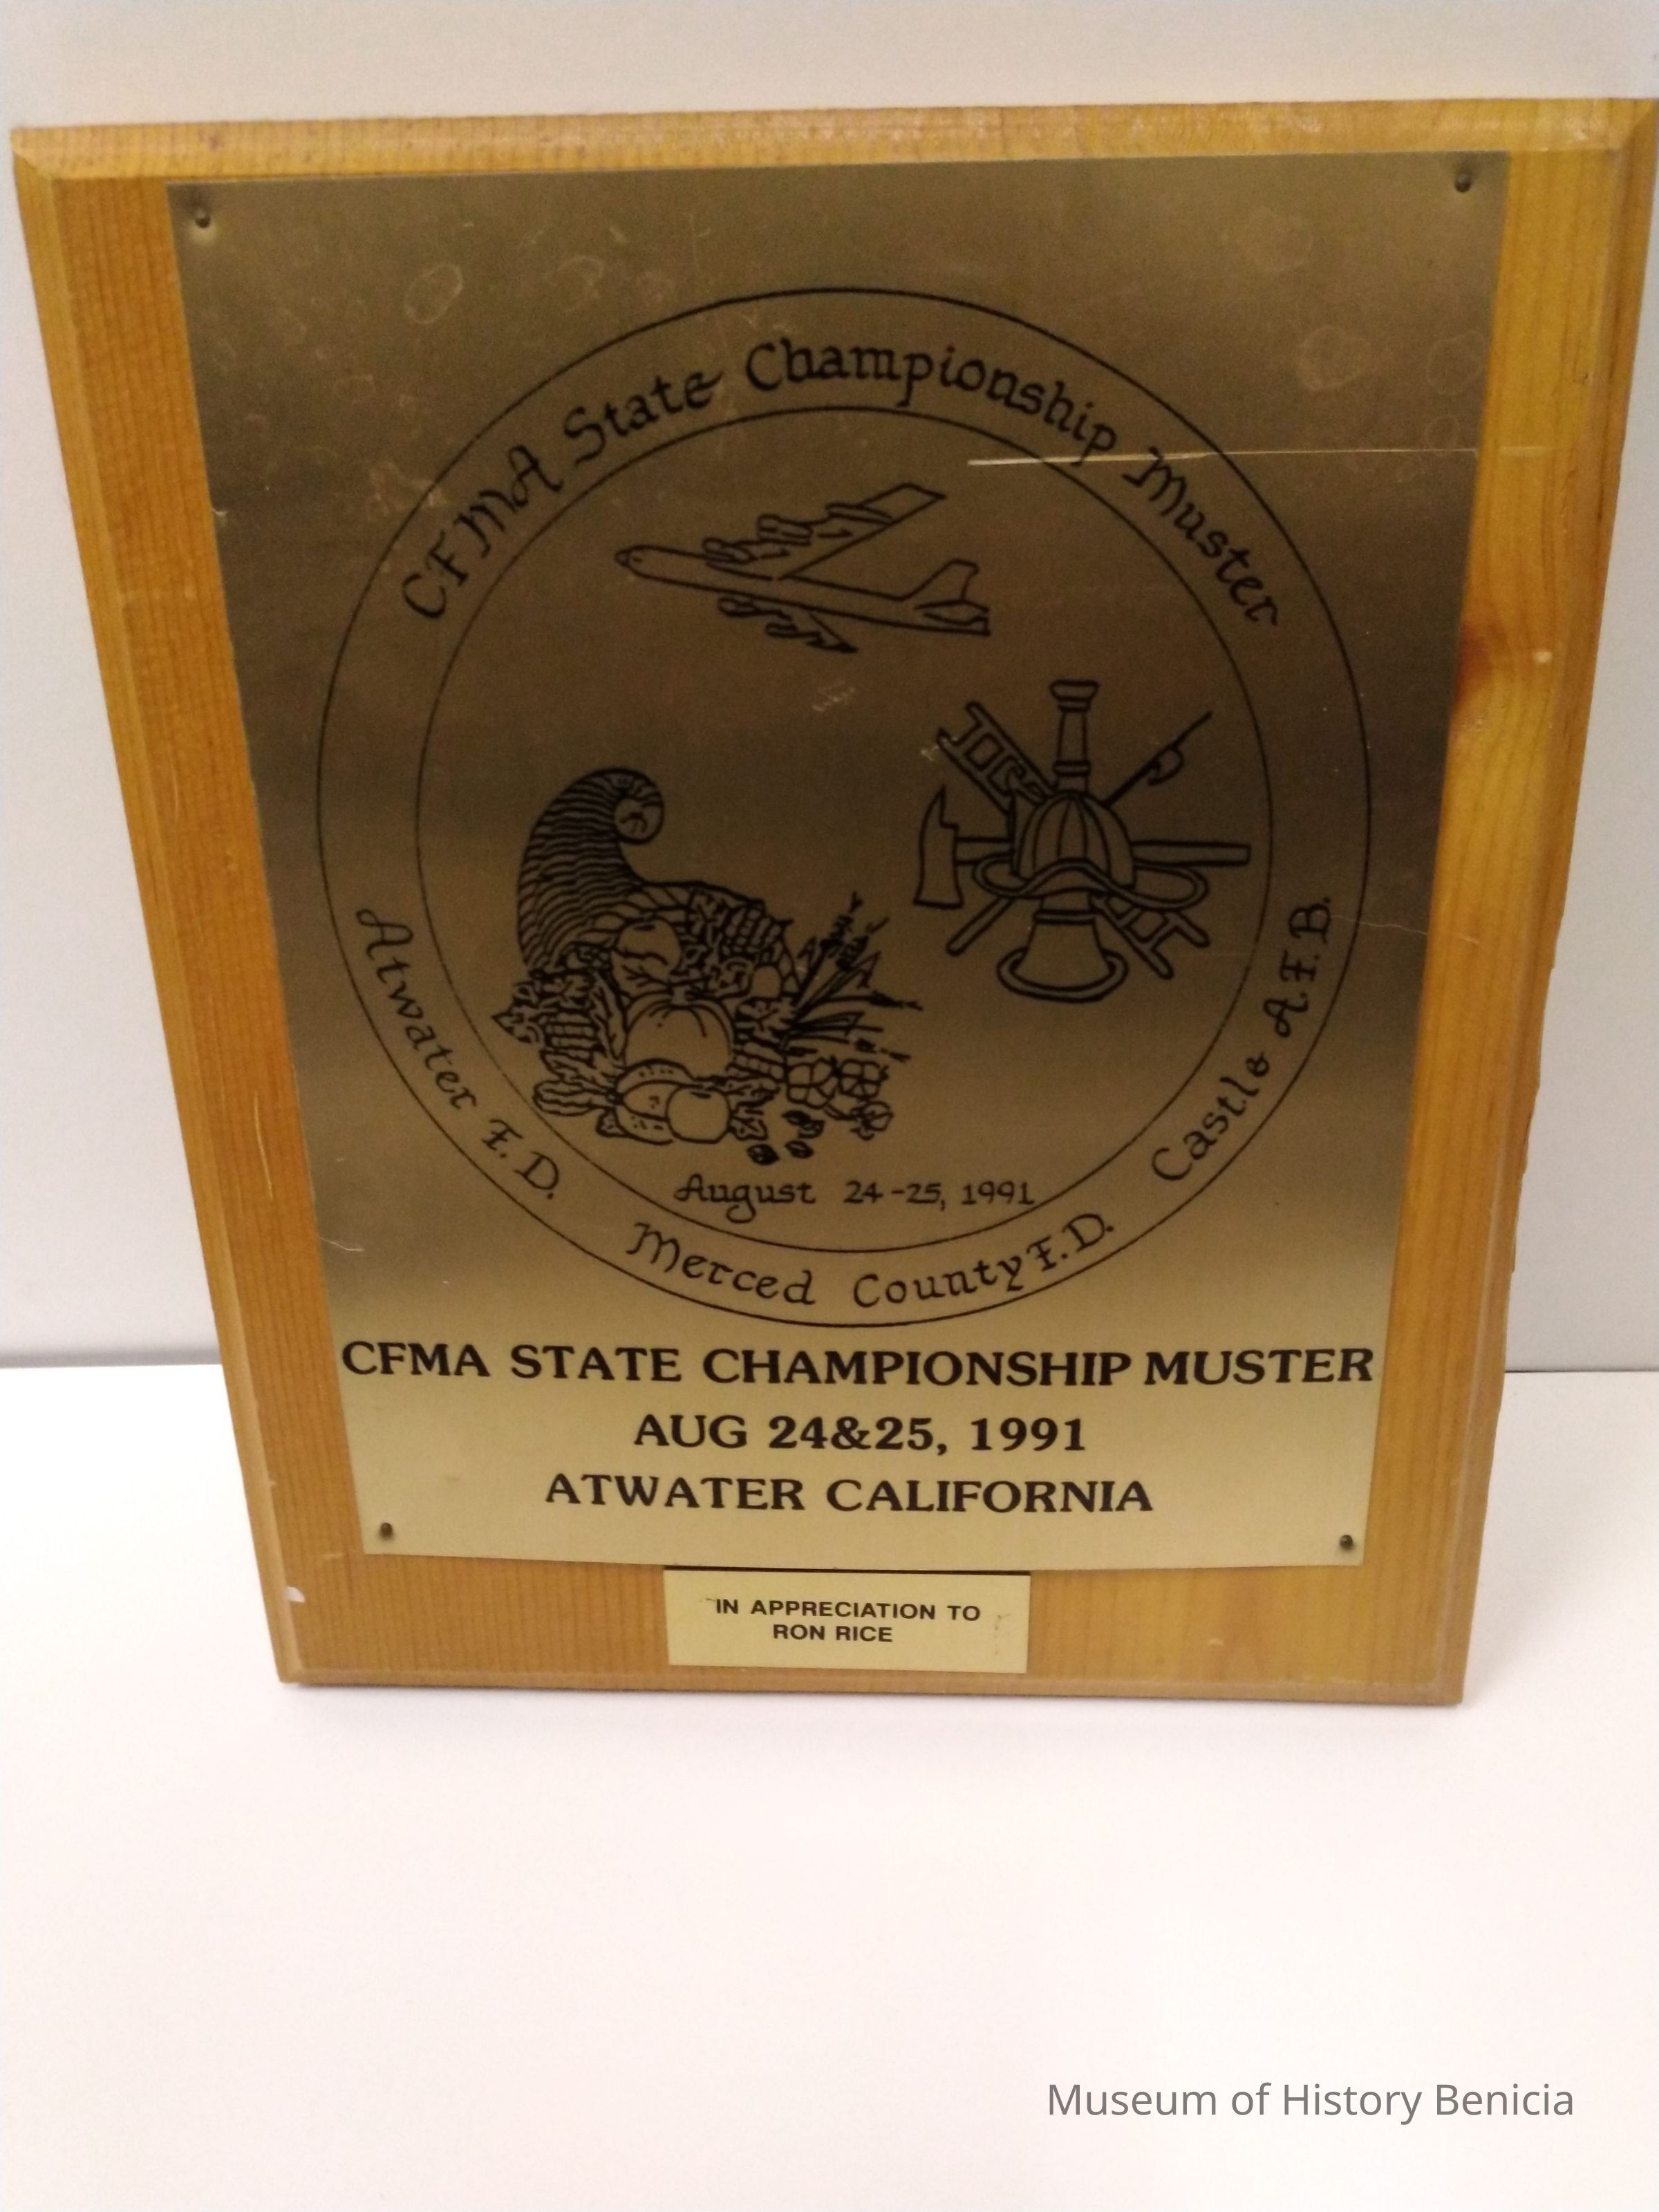 CFMA State Championship Muster
August 24-25, 1991
Atwater F.D. Merced County F.D. Castle A.F.B.
CFMA STATE CHAMPIONSHIP MUSTER
AUG 24&25, 1991
ATWATER CALIFORNIA
IN APPRECIATION TO
RON RICE
Museum of History Benicia